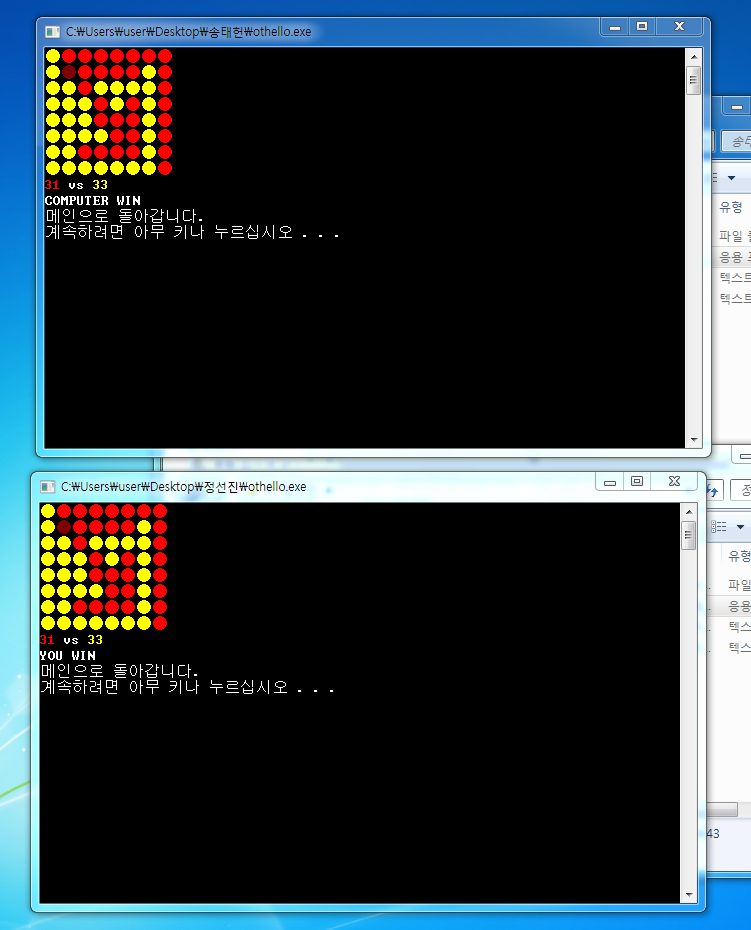 C:₩Users₩user₩Desktop₩송태헌₩othello.exe
31 vs 33
COMPUTER WIN
메인으로 돌아갑니다.
계속하려면 아무 키나 누르십시오 . . .
송태
유형
파일
응용
텍스트
텍스트
C:₩Users₩user₩Desktop₩정선진₩othello.exe
31 vs 33
YOU WIN
메인으로 돌아갑니다.
계속하려면 아무 키나 누르십시오 . . .
정
유형
파일
응용
텍스
텍스
43